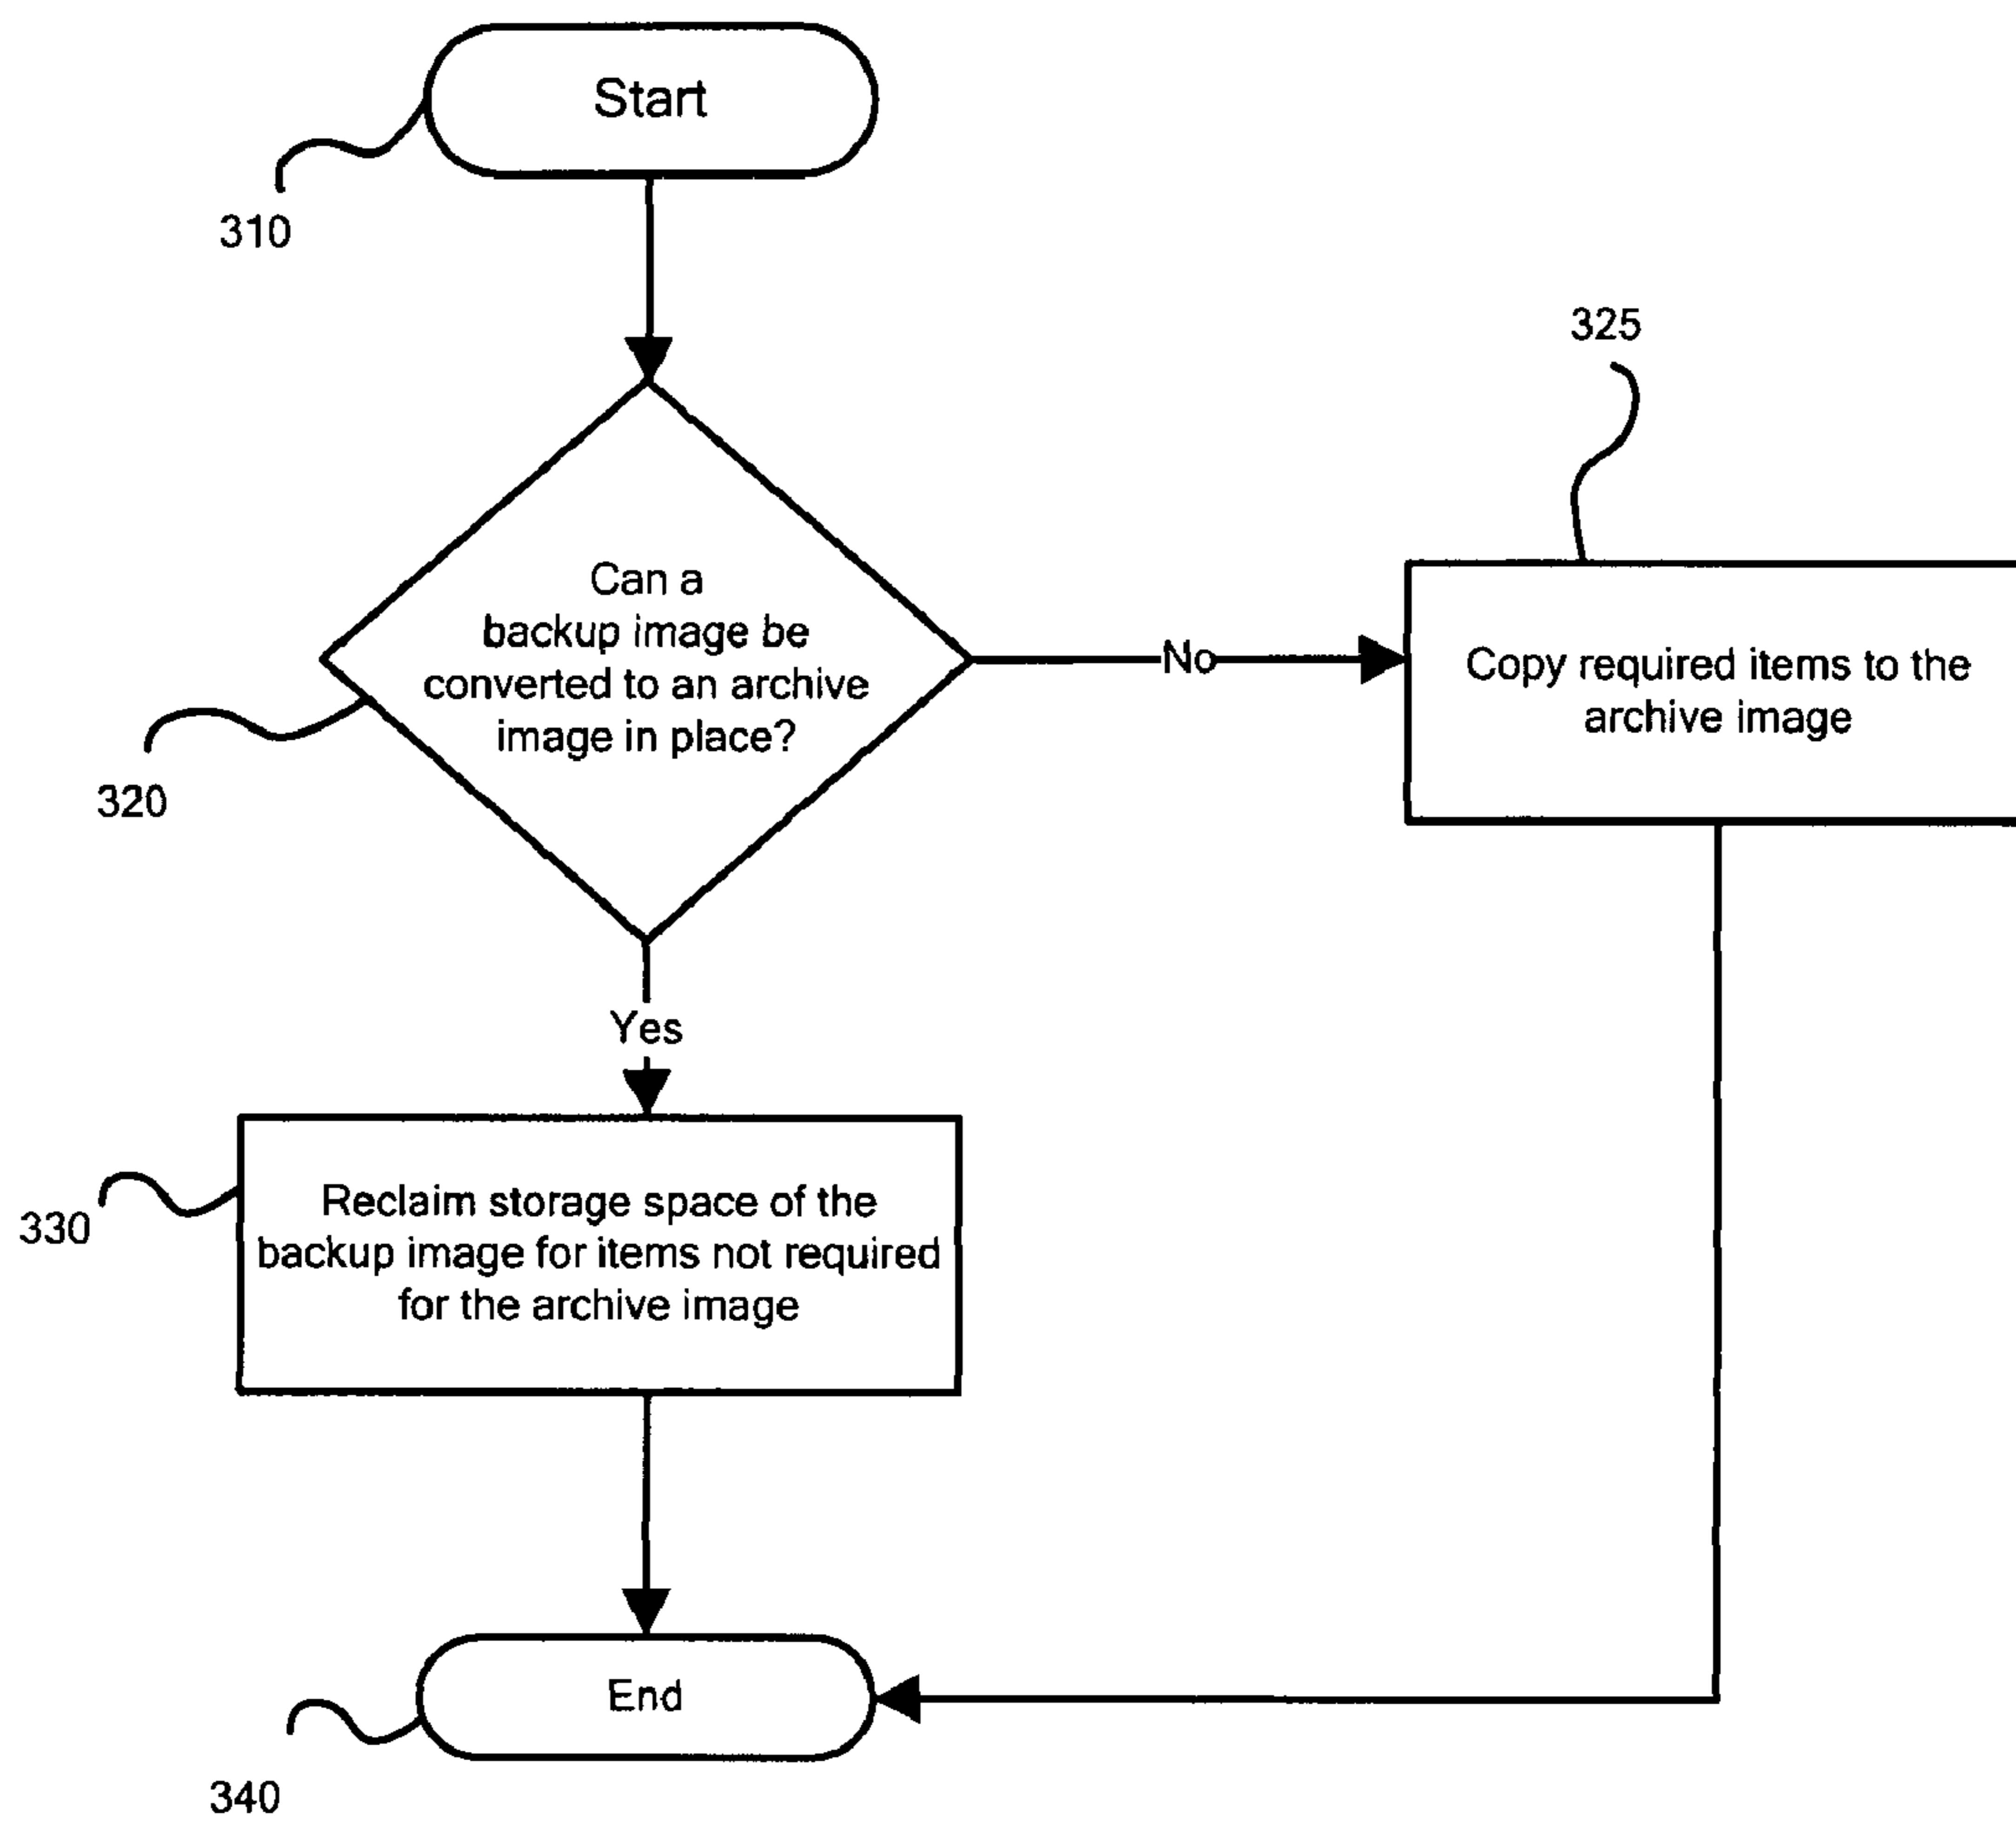 Start
310
325
Can a
backup image be
converted to an archive
image in place?
No
Copy required items to the
archive image
320
Yes
330
Reclaim storage space of the
backup image for items not required
for the archive image
End
340